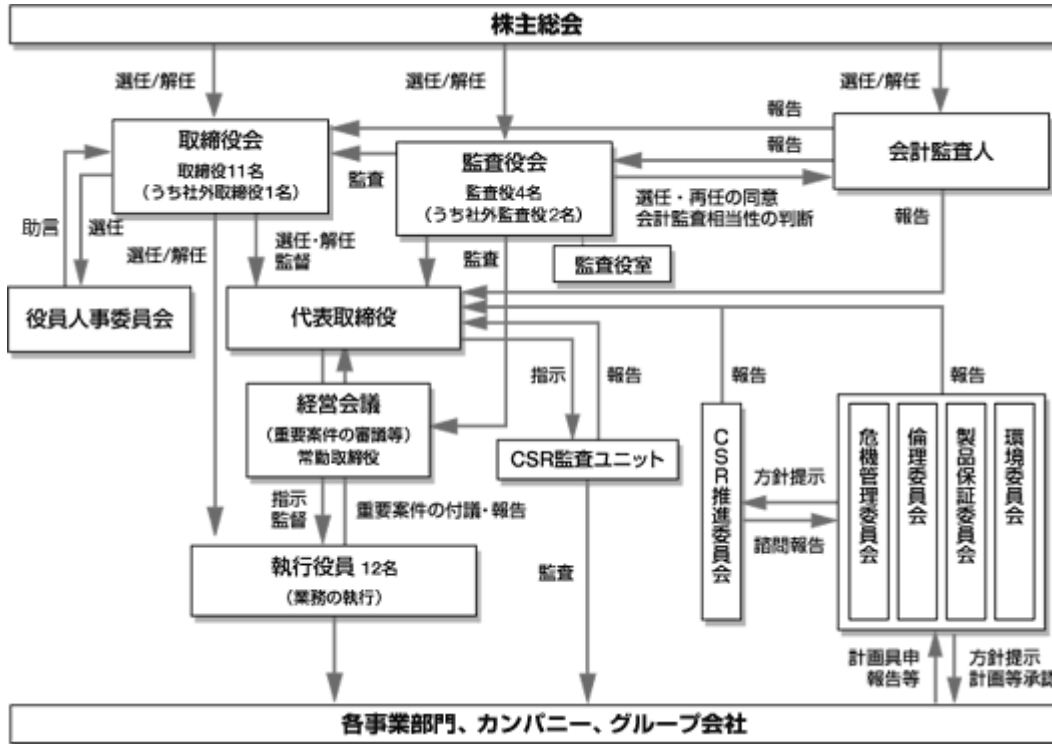 株主総会
選任/解任
選任/解任
選任/解任
報告
取締役会
取締役11名
(うち社外取締役1名)
監査
監査役会
監査役4名
(うち社外監査役2名)
報告
会計監査人
選任・再任の同意
会計監査相当性の判断
報告
助言
選任
選任/解任
選任・解任
監督
監査
監査役室
役員人事委員会
代表取締役
指示
報告
報告
報告
経営会議
(重要案件の審議等)
常勤取締役
CSR監査ユニット
CSR推進委員会
方針提示
諮問報告
危機管理委員会
倫理委員会
製品保証委員会
環境委員会
指示
監督
重要案件の付議・報告
執行役員 12名
(業務の執行)
監査
計画具申
報告等
方針提示
計画等承認
各事業部門、カンパニー、グループ会社